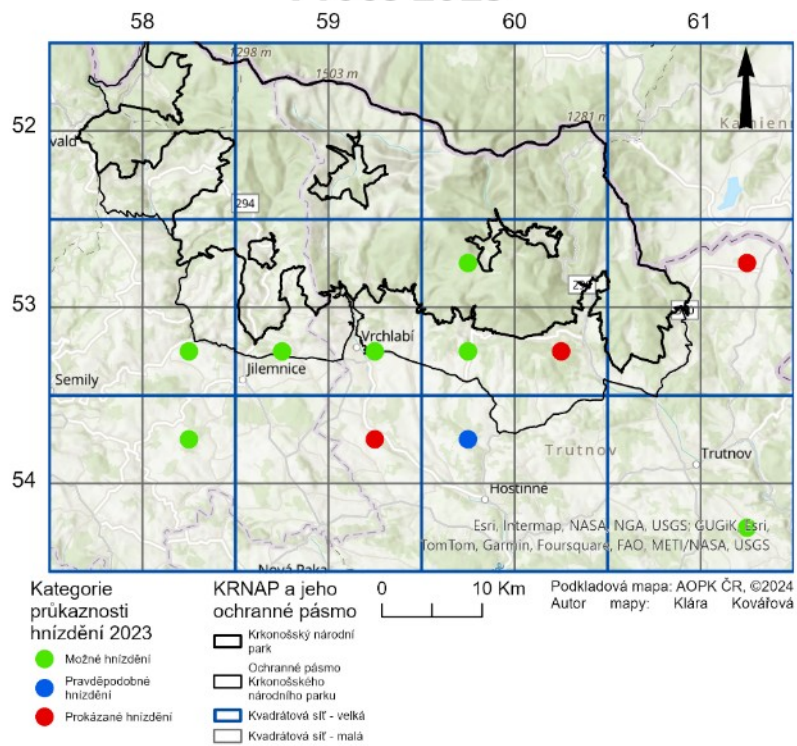 58 59 60 61
1298 m
1503 m
1281 m
52
vald
Kamienn
294
53
Vrchlabí
Semily
Jilemnice
Trutnov
Trutnov
54
Hostinné
Esri, Intermap, NASA, NGA, USGS; GUGiK, Esri,
TomTom, Garmin, Foursquare, FAO, METI/NASA, USGS
Nová Paka
Kategorie
průkaznosti
hnízdění 2023
Možné hnízdění
Pravděpodobné
hnízdění
Prokázané hnízdění
KRNAP a jeho
ochranné pásmo
Krkonošský národní
park
Ochranné pásmo
Krkonošského
národního parku
Kvadrátová síť - velká
Kvadrátová síť - malá
0 10 Km
Podkladová mapa: AOPK ČR, ©2024
Autor mapy: Klára Kovářová